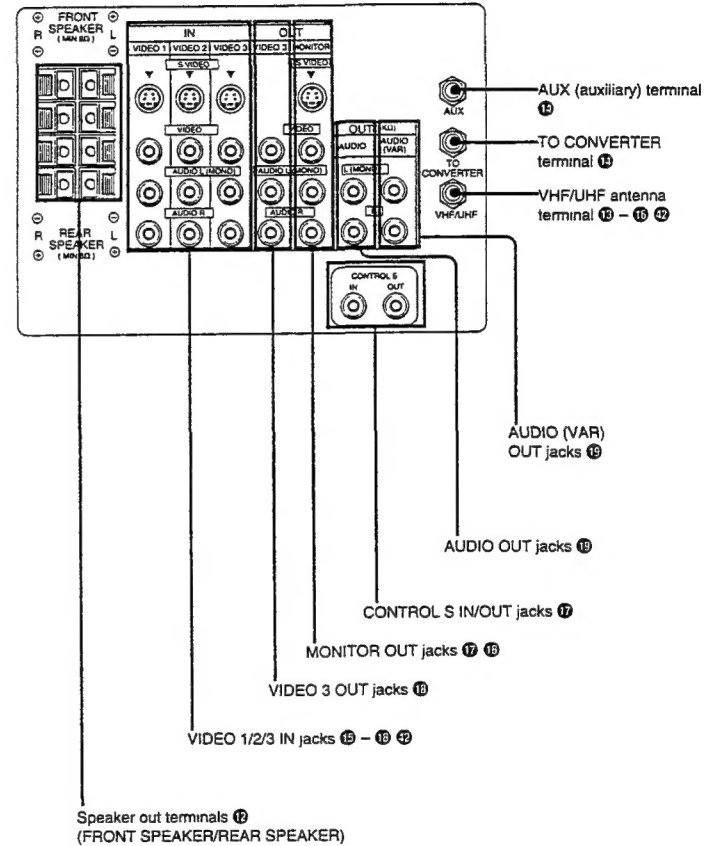 ⊕ FRONT ⊕
R SPEAKER L
( MIN 8Ω )
⊖ ⊖
IN OUT
VIDEO 1 VIDEO 2 VIDEO 3 VIDEO 3 MONITOR
S VIDEO S VIDEO
VIDEO VIDEO
AUDIO L (MONO) AUDIO L (MONO)
AUDIO R AUDIO R
OUT KΩ)
AUDIO AUDIO (VAR)
L (MONO)
⊖ ⊖
R REAR L
SPEAKER
⊕ ( MIN 8Ω ) ⊕
AUX
TO
CONVERTER
VHF/UHF
CONTROL S
IN OUT
AUX (auxiliary) terminal
TO CONVERTER
terminal ⓮
VHF/UHF antenna
terminal ⓭ – ⓰ 42
AUDIO (VAR)
OUT jacks ⓳
AUDIO OUT jacks ⓳
CONTROL S IN/OUT jacks ⓱
MONITOR OUT jacks ⓱
VIDEO 3 OUT jacks
VIDEO 1/2/3 IN jacks ⓯ – 42
Speaker out terminals ⓬
(FRONT SPEAKER/REAR SPEAKER)